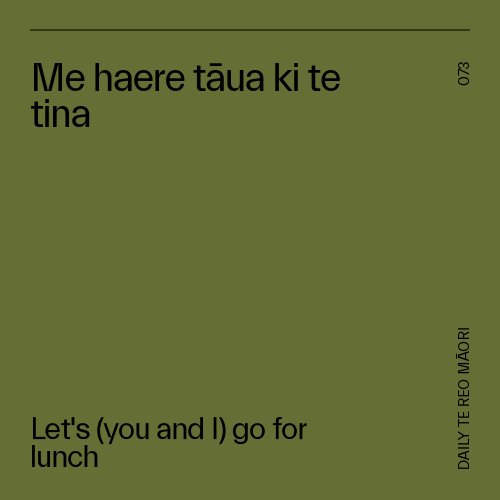 Me haere tāua ki te
tina
073
Let's (you and I) go for
lunch
DAILY TE REO MĀORI